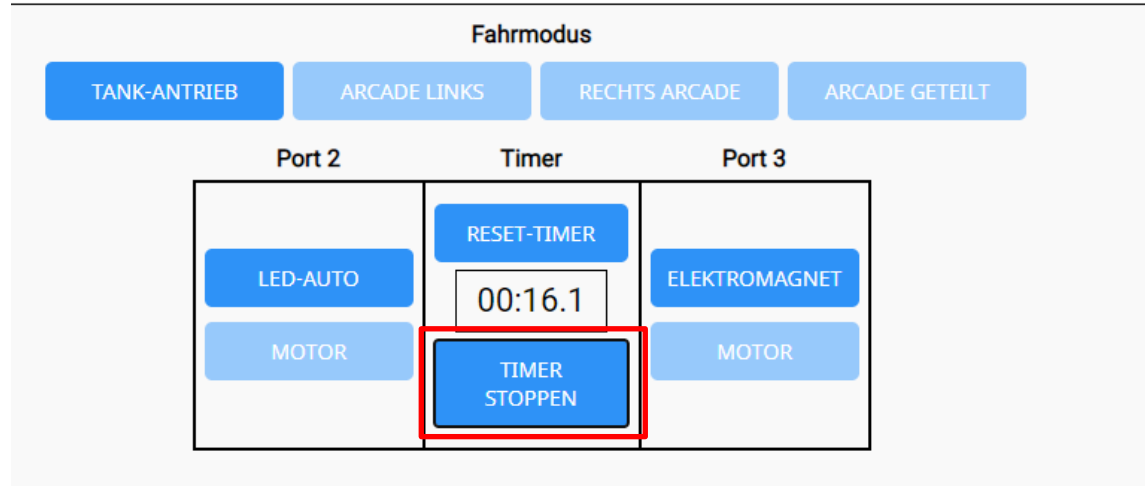 Fahrmodus
TANK-ANTRIEB ARCADE LINKS RECHTS ARCADE ARCADE GETEILT
Port 2 Timer Port 3
RESET-TIMER
LED-AUTO 00:16.1 ELEKTROMAGNET
MOTOR TIMER STOPPEN MOTOR